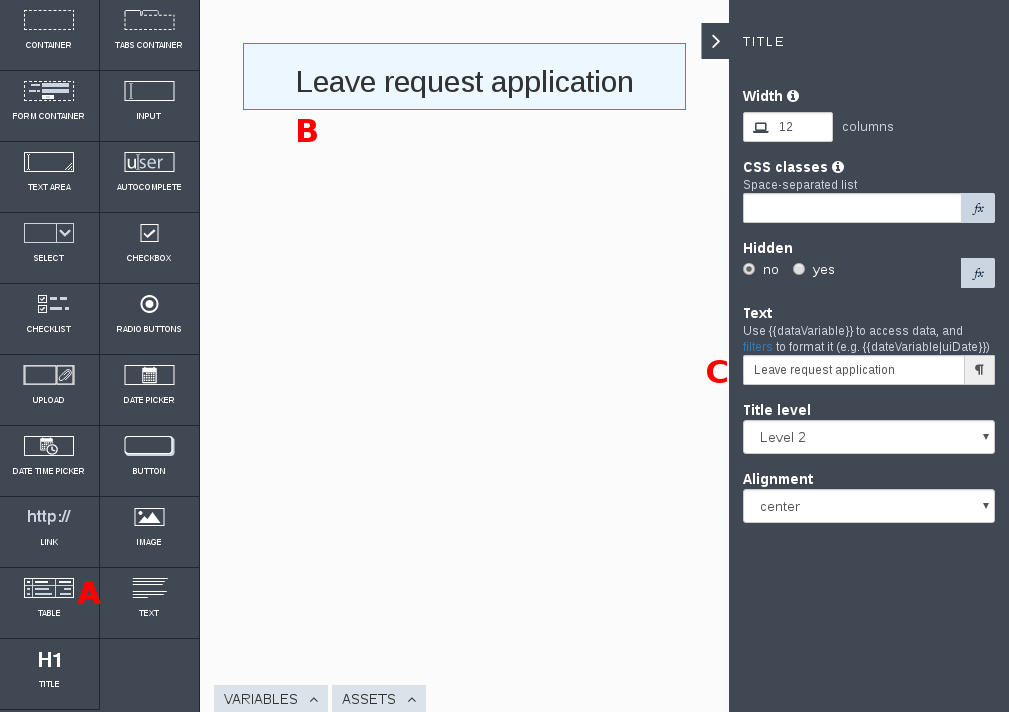 CONTAINER
TABS CONTAINER
FORM CONTAINER
INPUT
TEXT AREA
user
AUTOCOMPLETE
SELECT
CHECKBOX
CHECKLIST
RADIO BUTTONS
UPLOAD
DATE PICKER
DATE TIME PICKER
BUTTON
http://
LINK
IMAGE
TABLE
A
TEXT
H1
TITLE
Leave request application
B
VARIABLES
ASSETS
TITLE
Width
12 columns
CSS classes
Space-separated list
fx
Hidden
no yes
fx
Text
Use {{dataVariable}} to access data, and
filters to format it (e.g. {{dateVariable|uiDate}})
C
Leave request application ¶
Title level
Level 2
Alignment
center